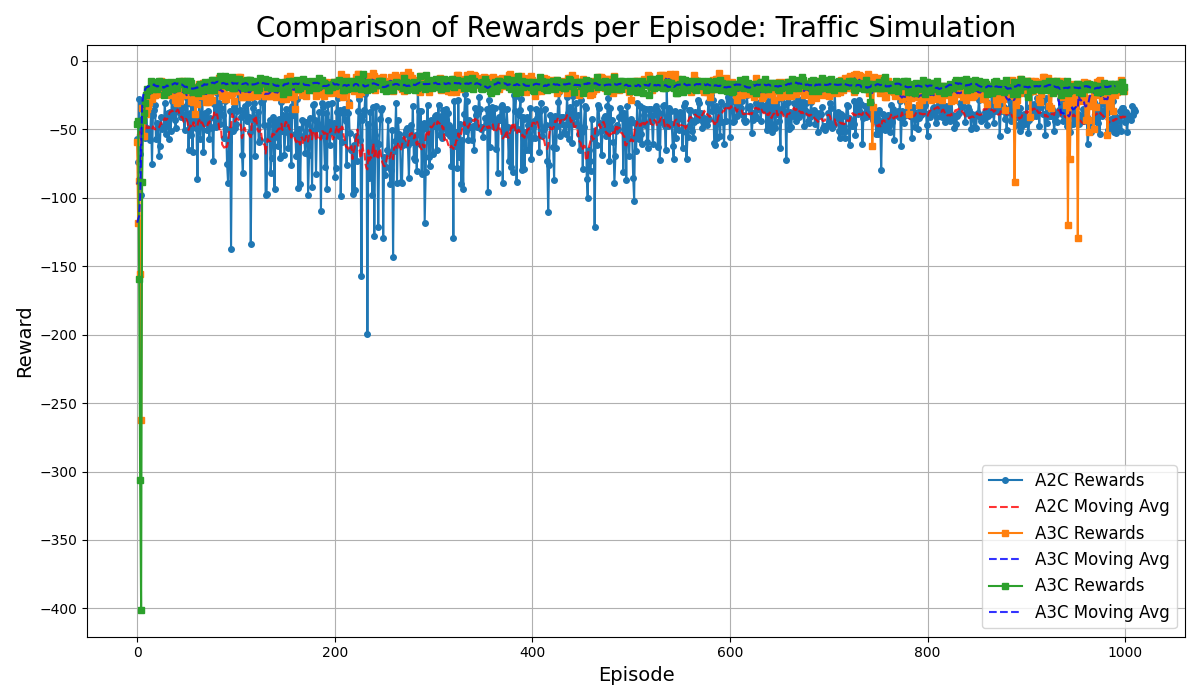 Comparison of Rewards per Episode: Traffic Simulation
Reward
0
−50
−100
−150
−200
−250
−300
−350
−400
A2C Rewards
A2C Moving Avg
A3C Rewards
A3C Moving Avg
A3C Rewards
A3C Moving Avg
0
200
400
600
800
1000
Episode